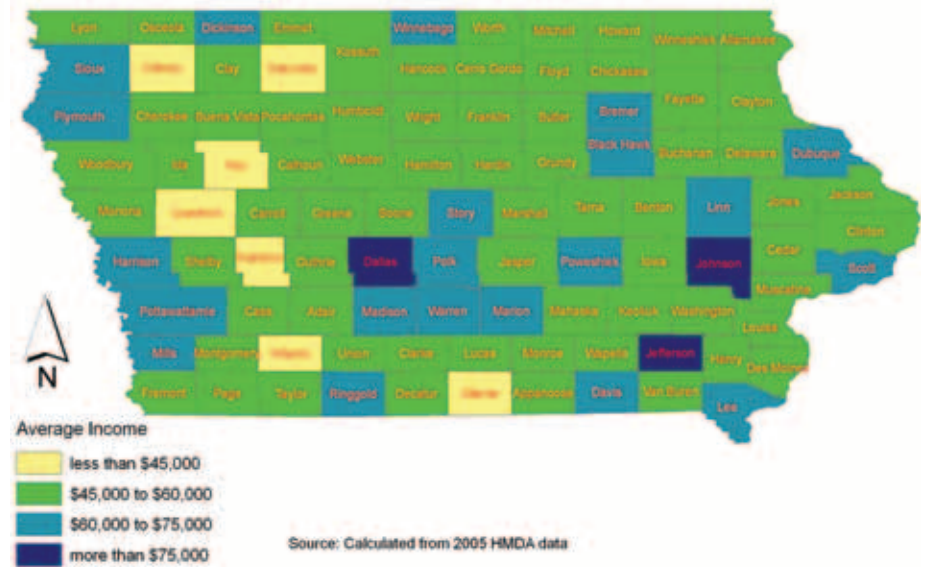 Lyon Osceola Dickinson Emmet Winnebago Worth Mitchell Howard
Kossuth Winneshiek Allamakee
Sioux Clay Hancock Cerro Gordo Floyd Chickasaw
Plymouth Cherokee Buena Vista Pocahontas Humboldt Wright Franklin Butler Bremer Fayette Clayton
Woodbury Ida Calhoun Webster Hamilton Hardin Grundy Black Hawk Buchanan Delaware Dubuque
Monona Carroll Greene Boone Story Marshall Tama Benton Linn Jones Jackson
Clinton
Harrison Shelby Guthrie Dallas Polk Jasper Poweshiek Iowa Johnson Cedar Scott
Muscatine
Pottawattamie Cass Adair Madison Warren Marion Mahaska Keokuk Washington
Louisa
Mills Montgomery Union Clarke Lucas Monroe Wapello Jefferson Henry Des Moines
Fremont Page Taylor Ringgold Decatur Appanoose Davis Van Buren Lee
N
Average Income
less than $45,000
$45,000 to $60,000
$60,000 to $75,000
more than $75,000
Source: Calculated from 2005 HMDA data